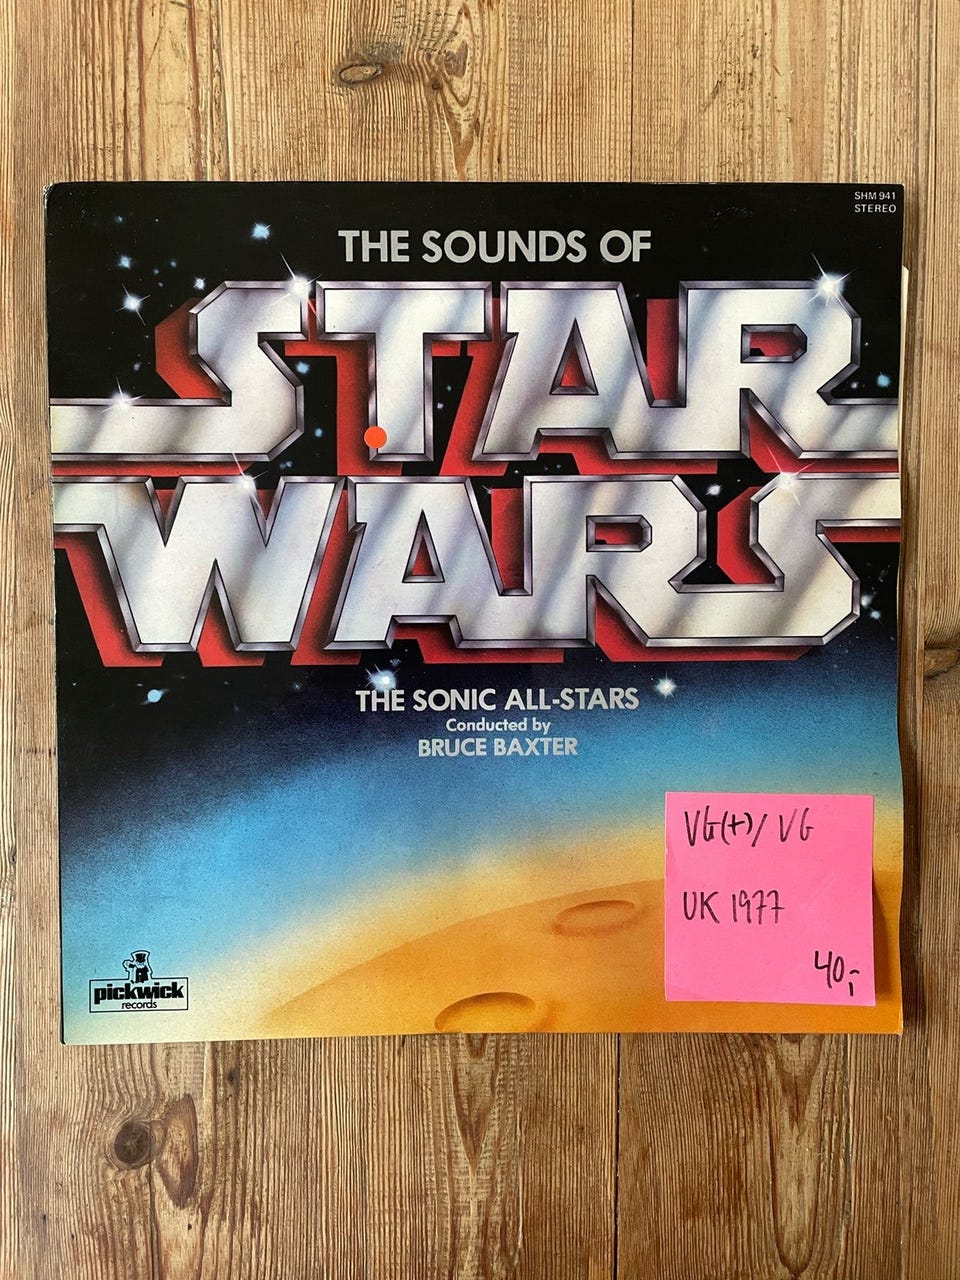 SHM 941
STEREO
THE SOUNDS OF
STAR
WARS
THE SONIC ALL-STARS
Conducted by
BRUCE BAXTER
VG(+)/VG
UK 1977
40,-
pickwick
records